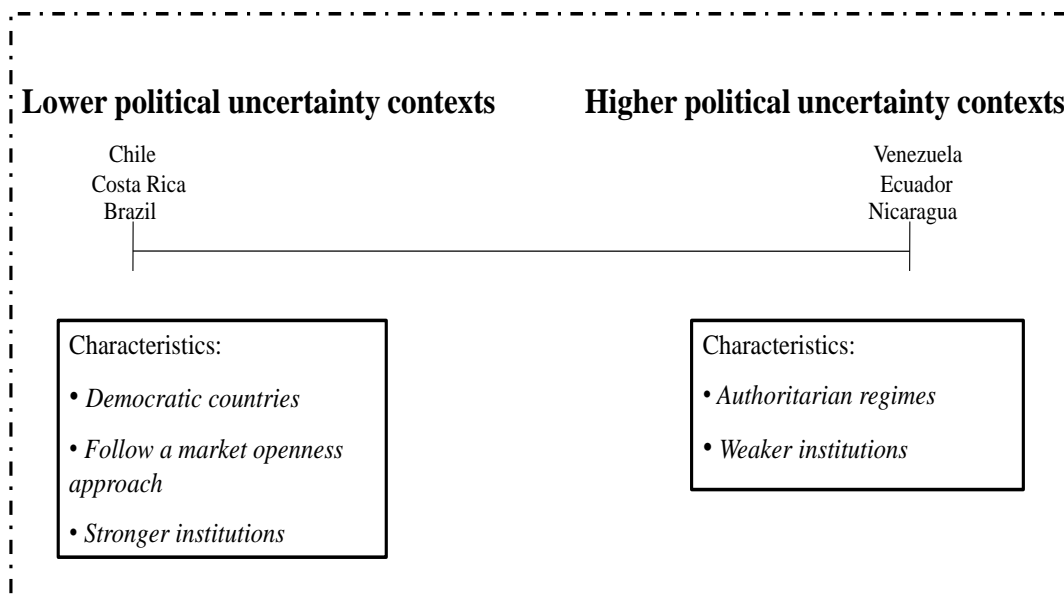 Lower political uncertainty contexts
Higher political uncertainty contexts
Chile
Costa Rica
Brazil
Venezuela
Ecuador
Nicaragua
Characteristics:
• Democratic countries
• Follow a market openness
approach
• Stronger institutions
Characteristics:
• Authoritarian regimes
• Weaker institutions